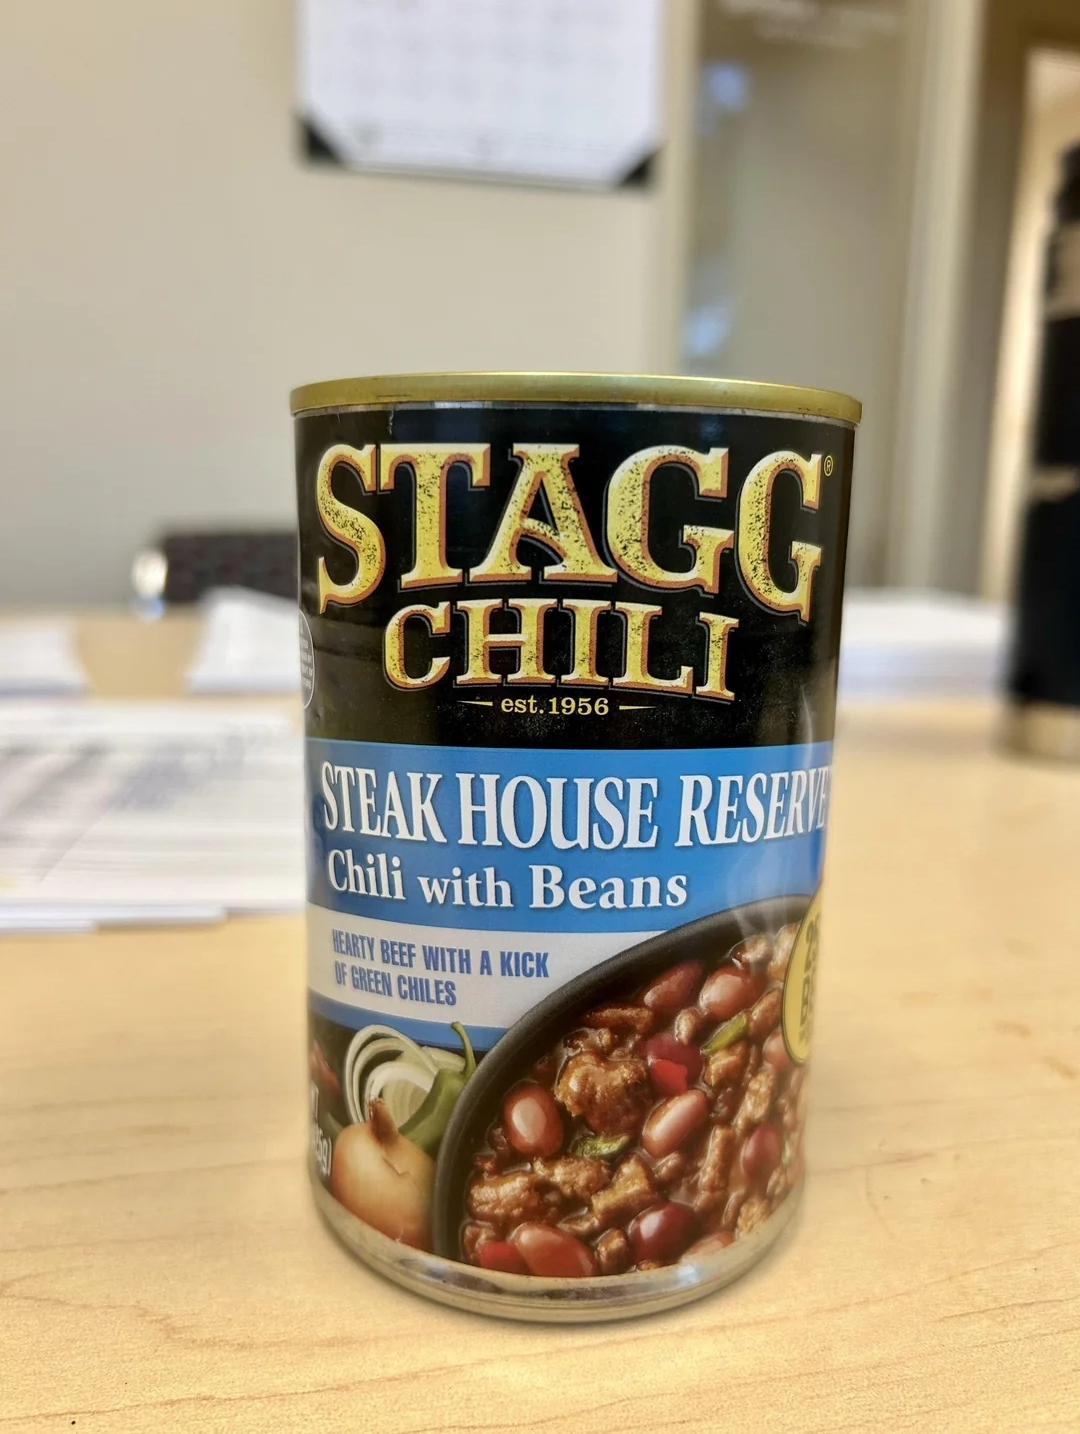 STAGG®
CHILI
est. 1956
STEAK HOUSE RESERVE
Chili with Beans
HEARTY BEEF WITH A KICK
OF GREEN CHILES